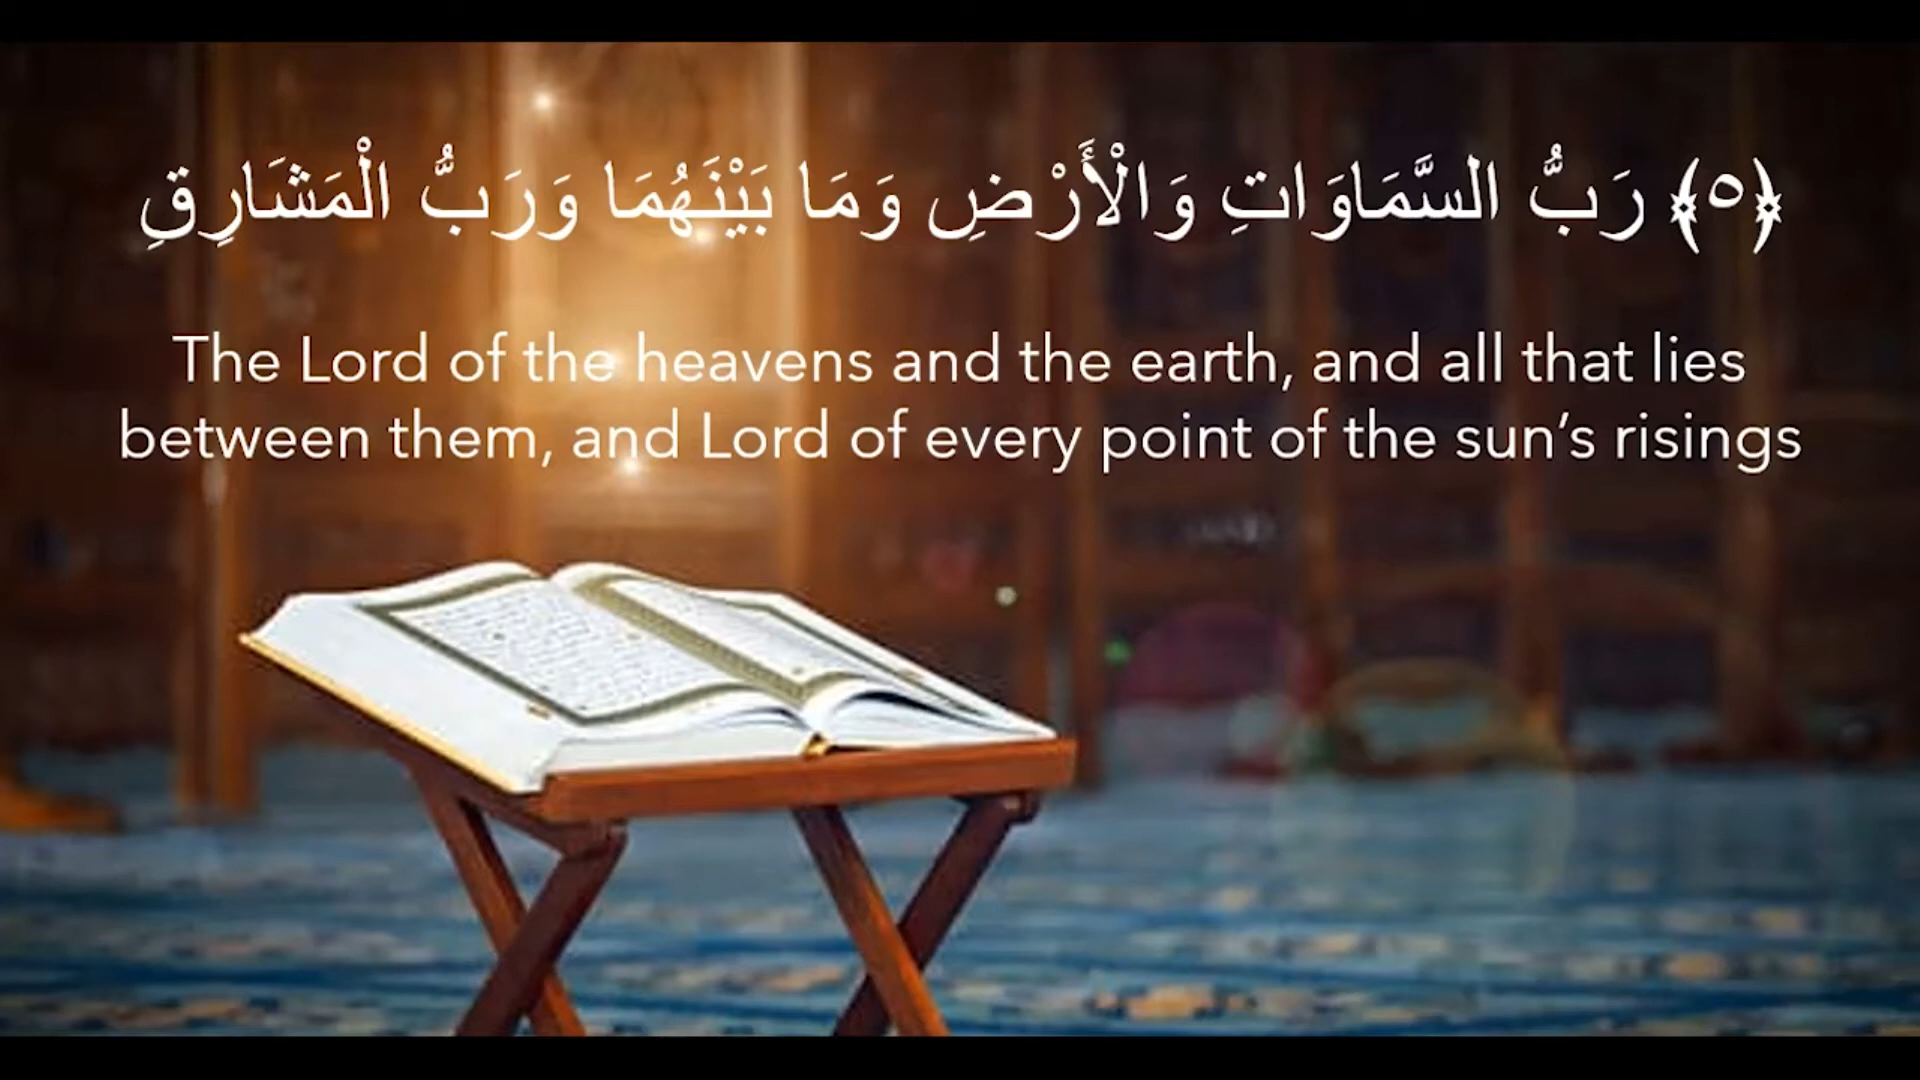 ﴿٥﴾ رَبُّ السَّمَاوَاتِ وَالْأَرْضِ وَمَا بَيْنَهُمَا وَرَبُّ الْمَشَارِقِ
The Lord of the heavens and the earth, and all that lies
between them, and Lord of every point of the sun’s risings